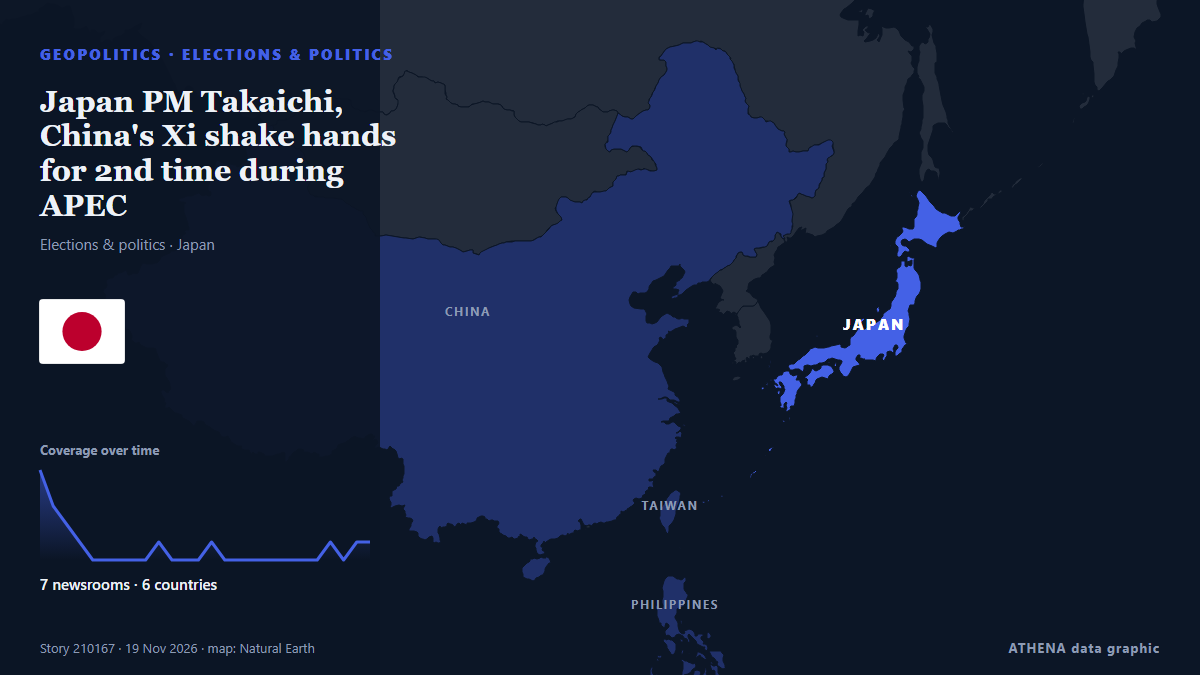 GEOPOLITICS · ELECTIONS & POLITICS
Japan PM Takaichi,
China's Xi shake hands
for 2nd time during
APEC
Elections & politics · Japan
CHINA
JAPAN
Coverage over time
TAIWAN
7 newsrooms · 6 countries
PHILIPPINES
Story 210167 · 19 Nov 2026 · map: Natural Earth
ATHENA data graphic